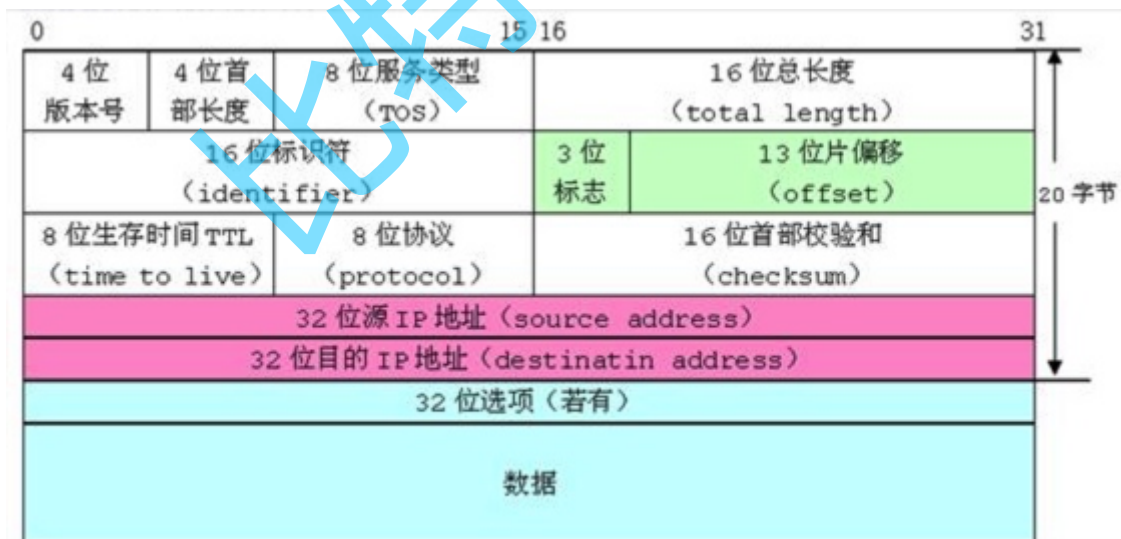 0 15 16 31
4 位 4 位首 8 位服务类型 16 位总长度
版本号 部长度 (TOS) (total length)
16 位标识符 3 位 13 位片偏移
(identifier) 标志 (offset)
20 字节
8 位生存时间 TTL 8 位协议 16 位首部校验和
(time to live) (protocol) (checksum)
32 位源 IP 地址 (source address)
32 位目的 IP 地址 (destinatin address)
32 位选项 (若有)
数据
比特